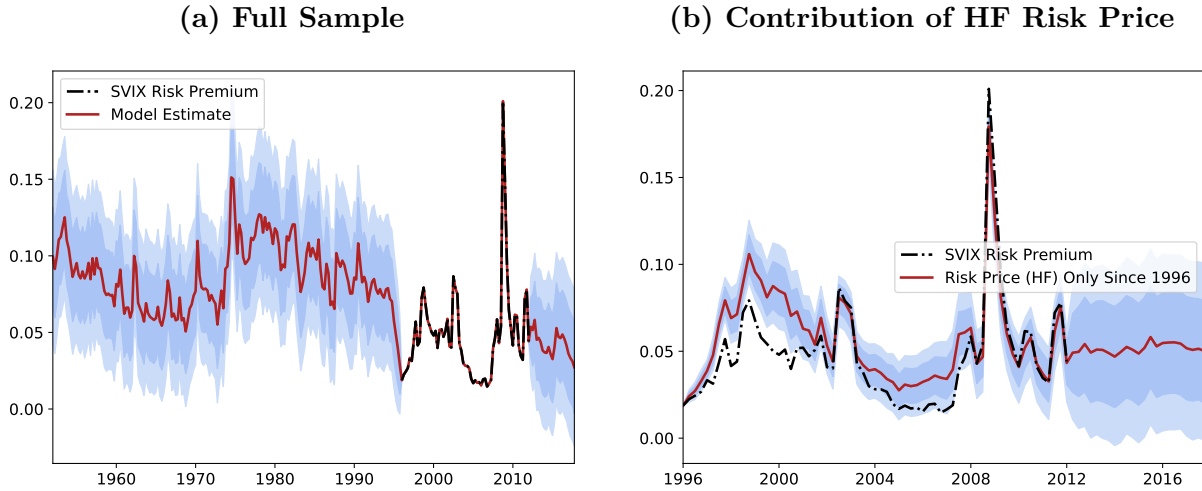 (a) Full Sample
0.20
0.15
0.10
0.05
0.00
SVIX Risk Premium
Model Estimate
1960 1970 1980 1990 2000 2010
(b) Contribution of HF Risk Price
0.20
0.15
0.10
0.05
0.00
SVIX Risk Premium
Risk Price (HF) Only Since 1996
1996 2000 2004 2008 2012 2016